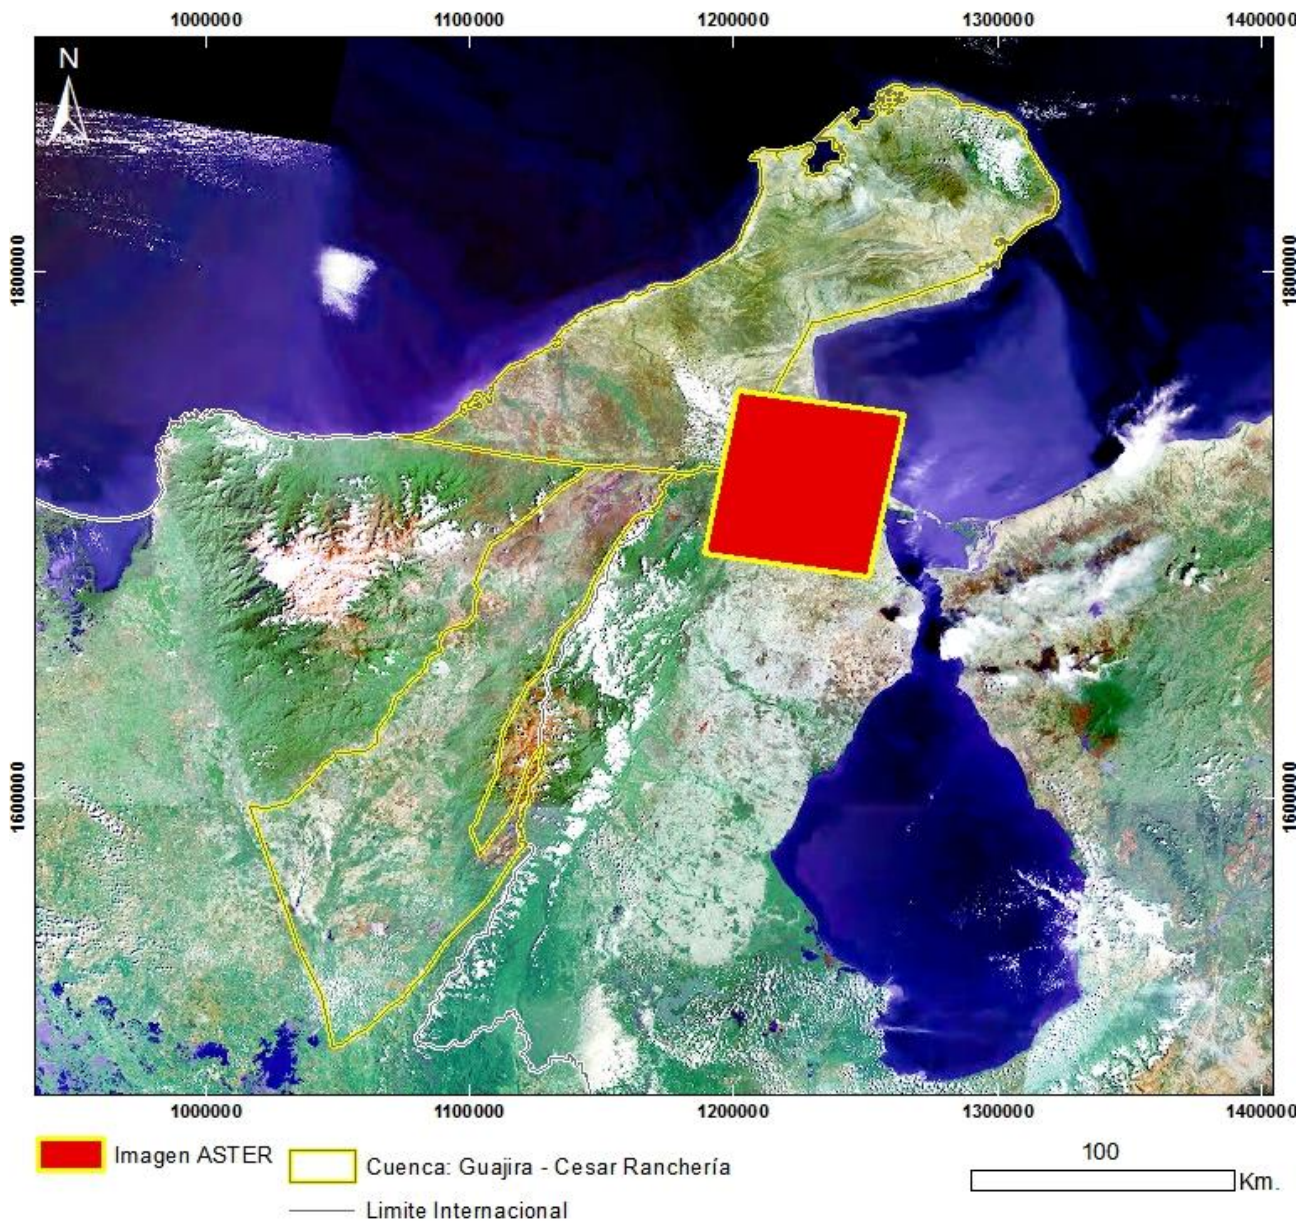 1000000 1100000 1200000 1300000 1400000
N
1800000 1800000
1600000 1600000
1000000 1100000 1200000 1300000 1400000
Imagen ASTER
Cuenca: Guajira - Cesar Ranchería
Limite Internacional
100
Km.